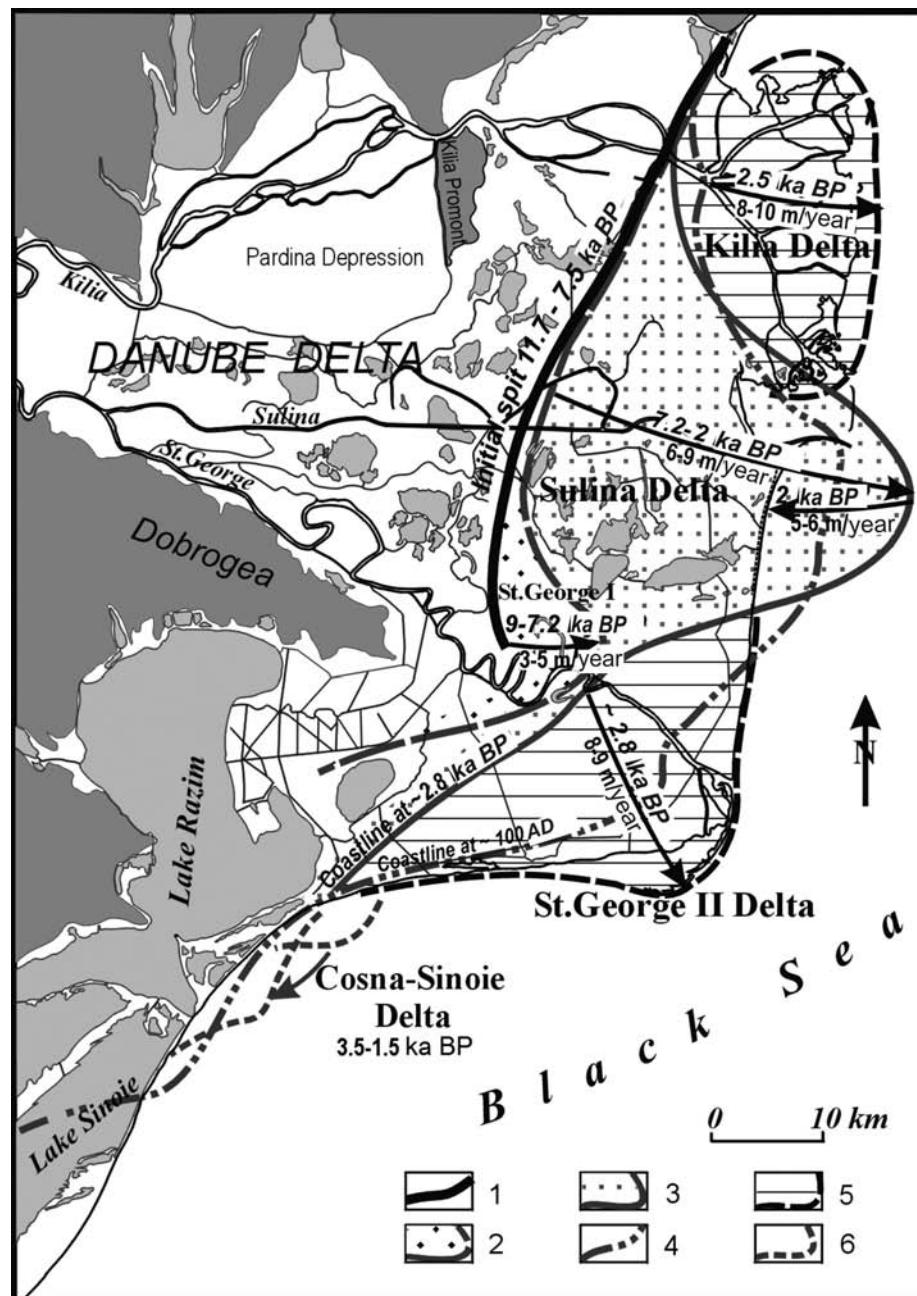 Kilia Promont
2.5 ka BP
8-10 m/year
Kilia Delta
Pardina Depression
Kilia
Initial spit 11.7 - 7.5 ka BP
DANUBE DELTA
Sulina
St.George
7.2-2 ka BP
6-9 m/year
Sulina Delta
2 ka BP
5-6 m/year
Dobrogea
St.George I
9-7.2 ka BP
3-5 m/year
N
~ 2.8 ka BP
8-9 m/year
Coastline at ~ 2.8 ka BP
Coastline at ~ 100 AD
Lake Razim
St.George II Delta
Cosna-Sinoie
Delta
3.5-1.5 ka BP
Black Sea
Lake Sinoie
0 10 km
1 3 5
2 4 6